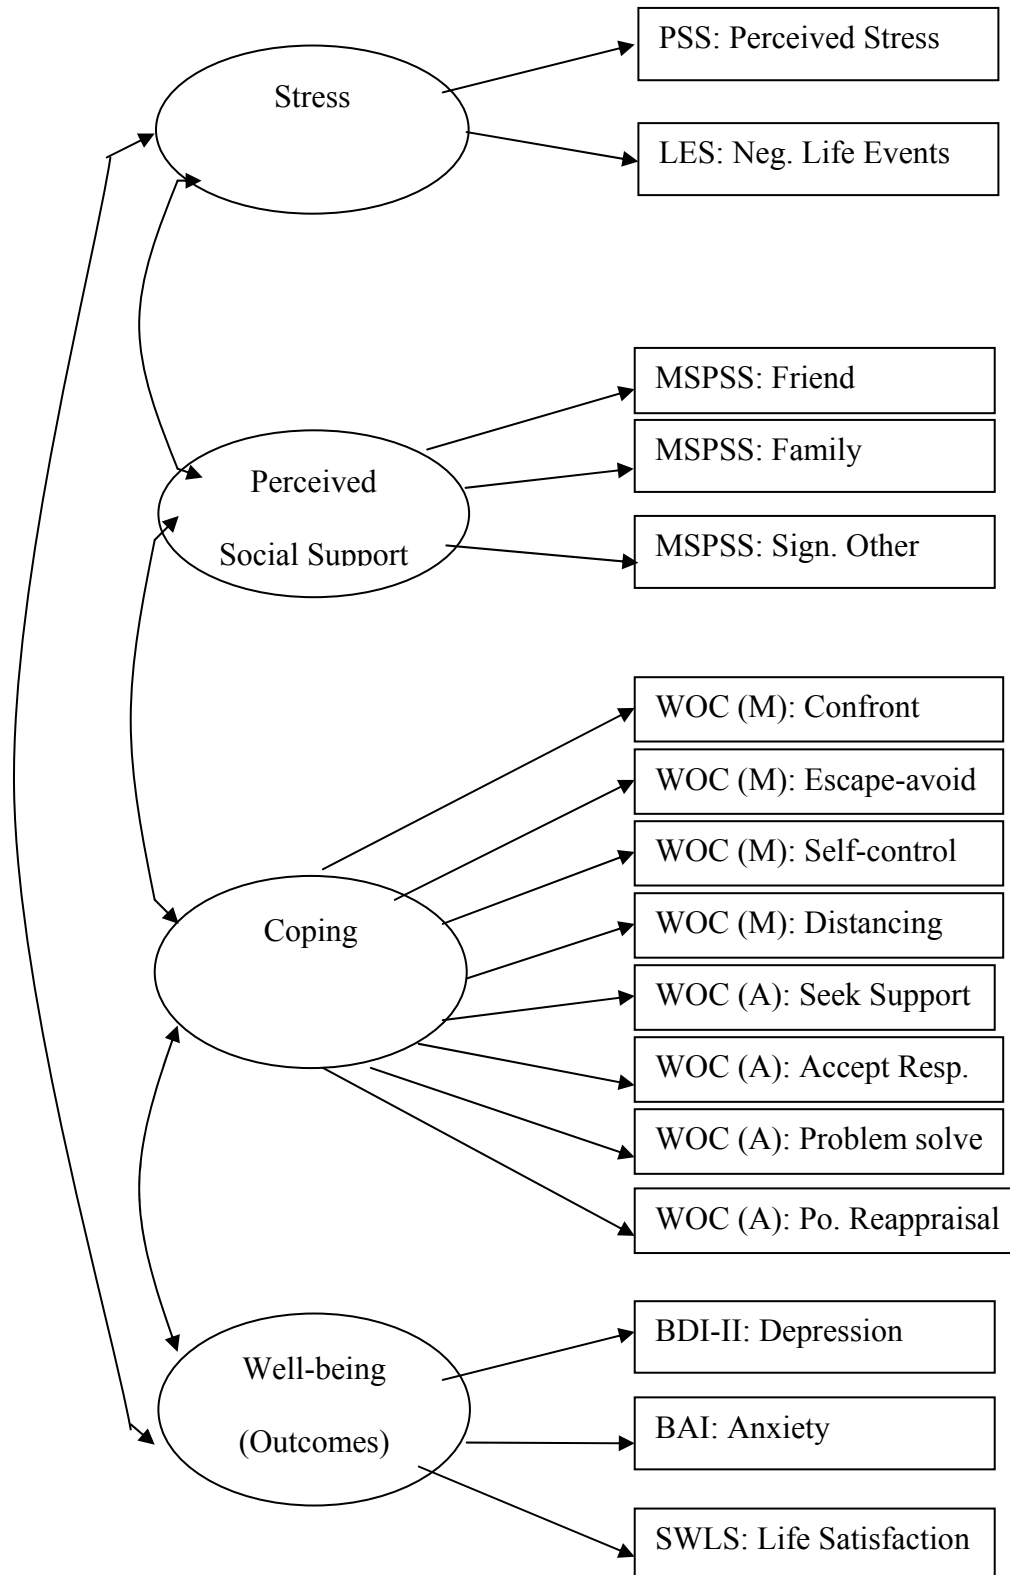 Stress
PSS: Perceived Stress
LES: Neg. Life Events
Perceived
Social Support
MSPSS: Friend
MSPSS: Family
MSPSS: Sign. Other
Coping
WOC (M): Confront
WOC (M): Escape-avoid
WOC (M): Self-control
WOC (M): Distancing
WOC (A): Seek Support
WOC (A): Accept Resp.
WOC (A): Problem solve
WOC (A): Po. Reappraisal
Well-being
(Outcomes)
BDI-II: Depression
BAI: Anxiety
SWLS: Life Satisfaction